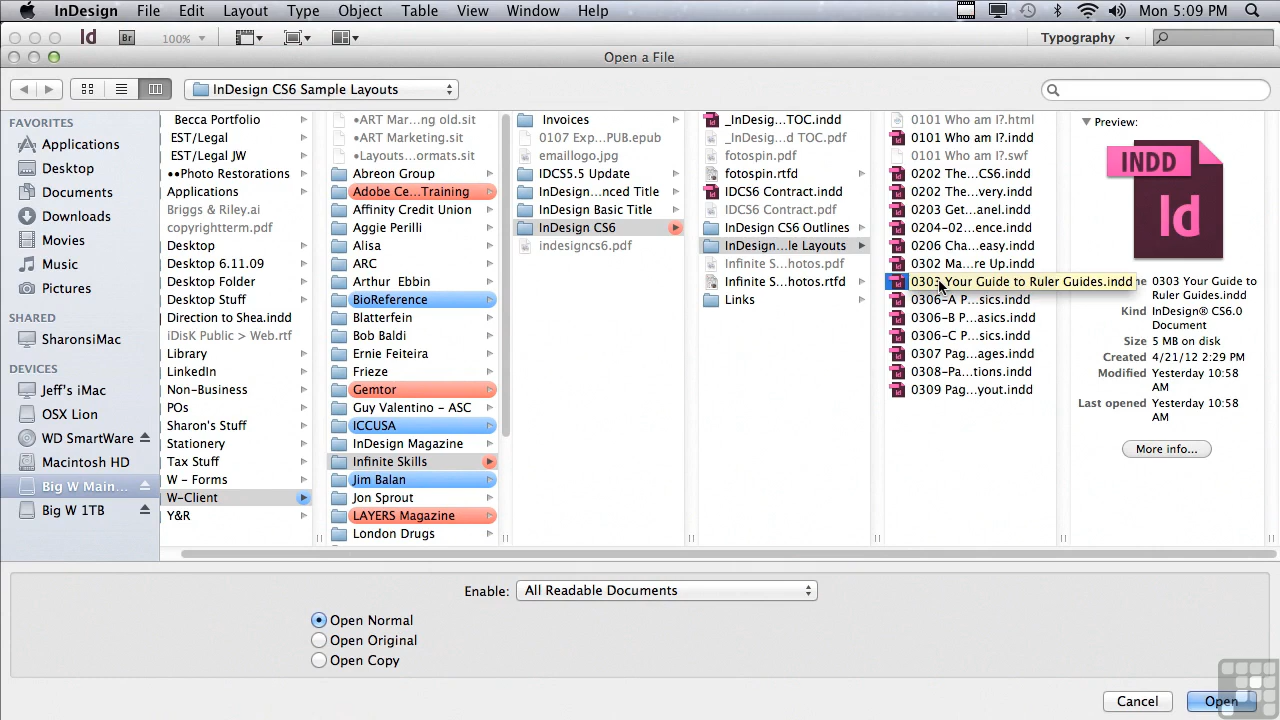 InDesign File Edit Layout Type Object Table View Window Help Mon 5:09 PM
Id Br 100% Typography
Open a File
InDesign CS6 Sample Layouts
FAVORITES
Applications
Desktop
Documents
Downloads
Movies
Music
Pictures
SHARED
SharonsiMac
DEVICES
Jeff's iMac
OSX Lion
WD SmartWare
Macintosh HD
Big W Main...
Big W 1TB
Becca Portfolio
EST/Legal
EST/Legal JW
••Photo Restorations
Applications
Briggs & Riley.ai
copyrightterm.pdf
Desktop
Desktop 6.11.09
Desktop Folder
Desktop Stuff
Direction to Shea.indd
iDisK Public > Web.rtf
Library
LinkedIn
Non-Business
POs
Sharon's Stuff
Stationery
Tax Stuff
W - Forms
W-Client
Y&R
•ART Mar...ng old.sit
•ART Marketing.sit
•Layouts...ormats.sit
Abreon Group
Adobe Ce...Training
Affinity Credit Union
Aggie Perilli
Alisa
ARC
Arthur Ebbin
BioReference
Blatterfein
Bob Baldi
Ernie Feiteira
Frieze
Gemtor
Guy Valentino - ASC
ICCUSA
InDesign Magazine
Infinite Skills
Jim Balan
Jon Sprout
LAYERS Magazine
London Drugs
Invoices
0107 Exp...PUB.epub
emaillogo.jpg
IDCS5.5 Update
InDesign...nced Title
InDesign Basic Title
InDesign CS6
indesigncs6.pdf
_InDesig...TOC.indd
_InDesig...d TOC.pdf
fotospin.pdf
fotospin.rtfd
IDCS6 Contract.indd
IDCS6 Contract.pdf
InDesign CS6 Outlines
InDesign...le Layouts
Infinite S...hotos.pdf
Infinite S...hotos.rtfd
Links
0101 Who am I?.html
0101 Who am I?.indd
0101 Who am I?.swf
0202 The...CS6.indd
0202 The...very.indd
0203 Get...anel.indd
0204-02...ence.indd
0206 Cha...easy.indd
0302 Ma...re Up.indd
0303 Your Guide to Ruler Guides.indd
0306-A P...sics.indd
0306-B P...asics.indd
0306-C P...sics.indd
0307 Pag...ages.indd
0308-Pa...tions.indd
0309 Pag...yout.indd
Preview:
INDD
Id
0303 Your Guide to
Ruler Guides.indd
Kind InDesign® CS6.0
Document
Size 5 MB on disk
Created 4/21/12 2:29 PM
Modified Yesterday 10:58
AM
Last opened Yesterday 10:58
AM
More info...
Enable: All Readable Documents
Open Normal
Open Original
Open Copy
Cancel Open